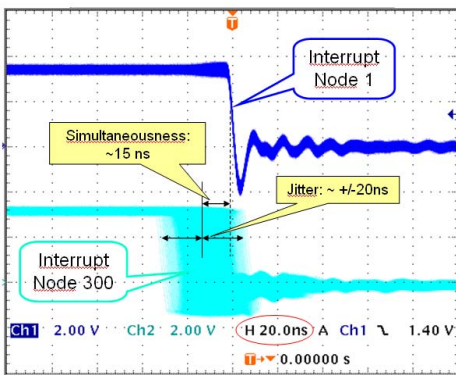 T
Interrupt
Node 1
Simultaneousness:
~15 ns
Jitter: ~ +/-20ns
Interrupt
Node 300
Ch1 2.00 V Ch2 2.00 V H 20.0ns A Ch1 1.40 V
T 0.00000 s